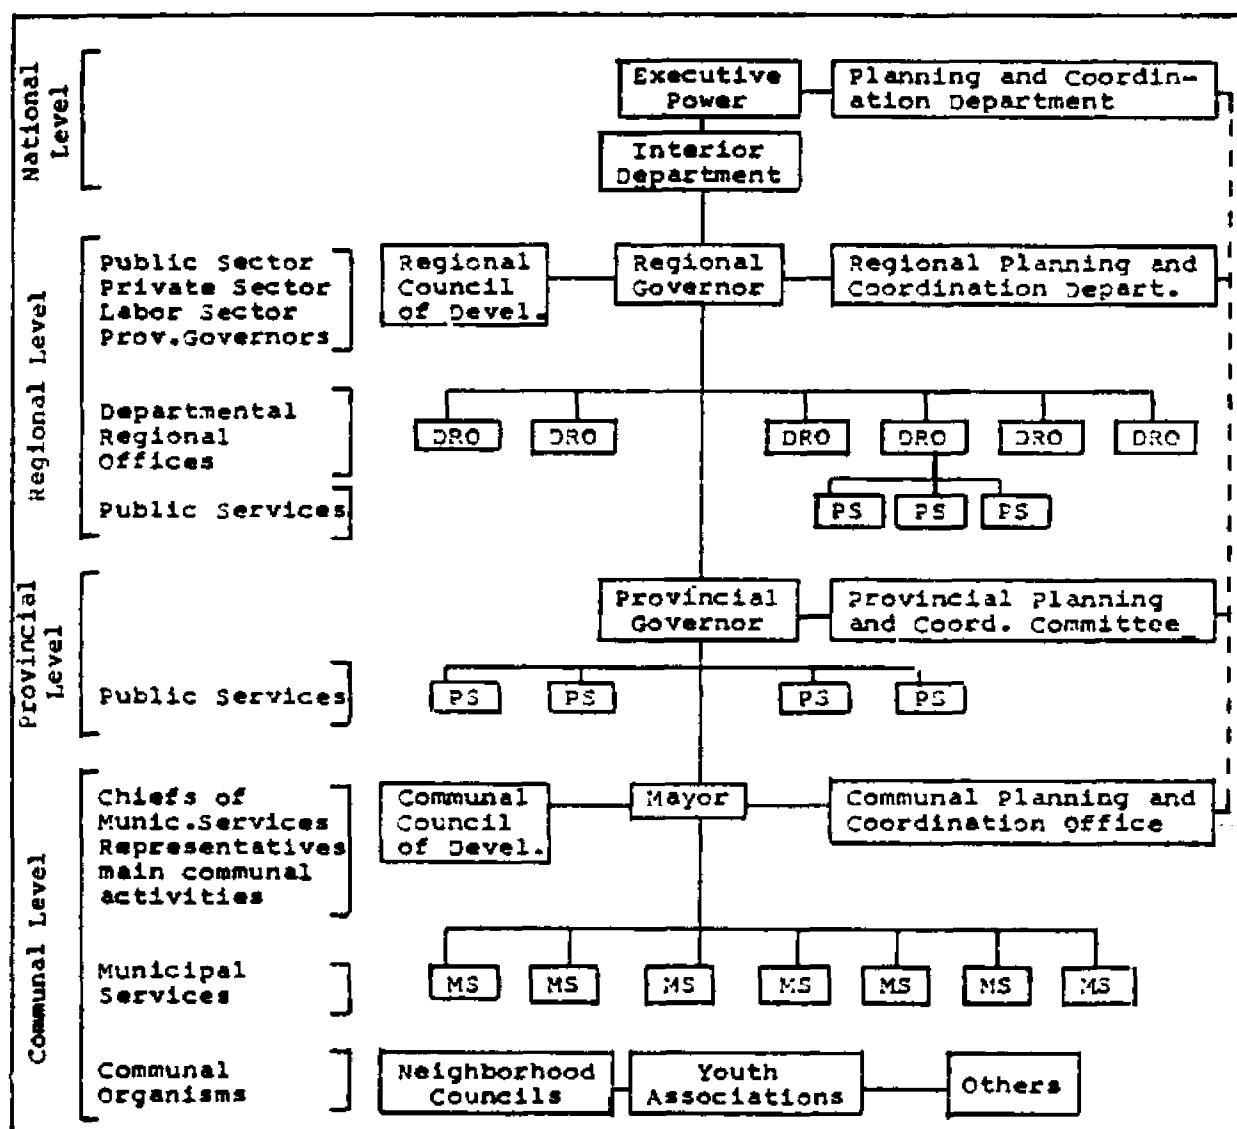 National
Level
Executive
Power
Planning and Coordin-
ation Department
Interior
Department
Regional Level
Public Sector
Private Sector
Labor Sector
Prov.Governors
Regional
Council
of Devel.
Regional
Governor
Regional Planning and
Coordination Depart.
Departmental
Regional
Offices
DRO DRO DRO DRO DRO DRO
Public Services
PS PS PS
Provincial
Level
Provincial
Governor
Provincial Planning
and Coord. Committee
Public Services
PS PS PS PS
Communal Level
Chiefs of
Munic.Services
Representatives
main communal
activities
Communal
Council
of Devel.
Mayor
Communal Planning and
Coordination Office
Municipal
Services
MS MS MS MS MS MS MS
Communal
Organisms
Neighborhood
Councils
Youth
Associations
Others